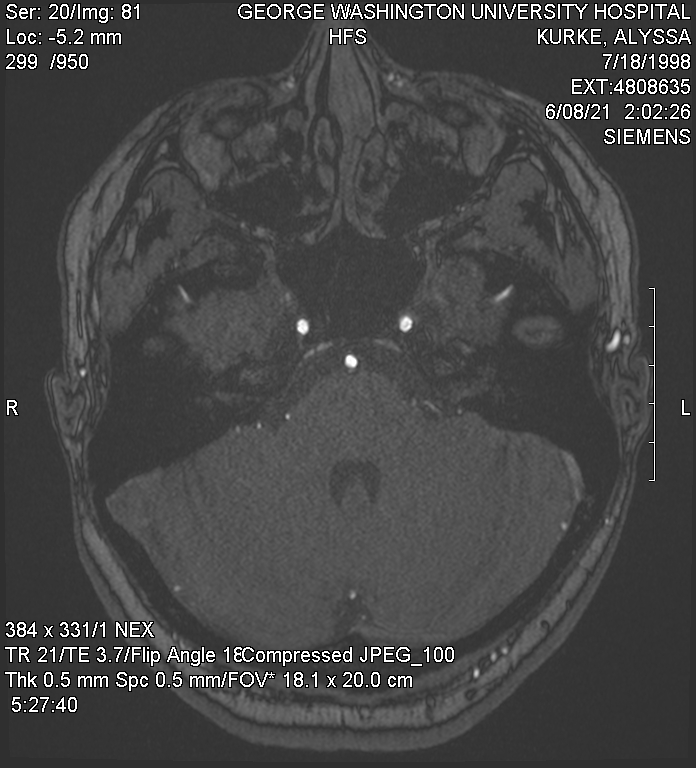 Ser: 20/Img: 81
Loc: -5.2 mm
299 /950
HFS
GEORGE WASHINGTON UNIVERSITY HOSPITAL
KURKE, ALYSSA
7/18/1998
EXT:4808635
6/08/21 2:02:26
SIEMENS
R
L
384 x 331/1 NEX
TR 21/TE 3.7/Flip Angle 18Compressed JPEG_100
Thk 0.5 mm Spc 0.5 mm/FOV* 18.1 x 20.0 cm
5:27:40